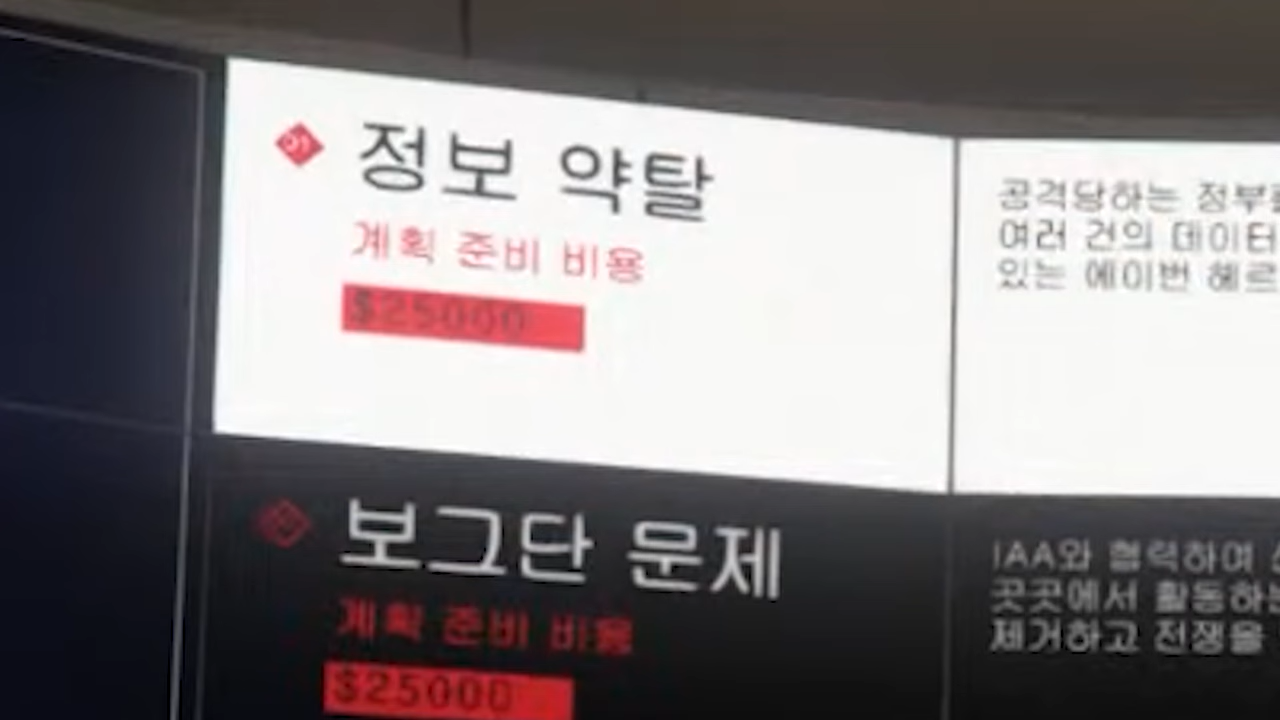 01
정보 약탈
계획 준비 비용
$25000
공격당하는 정부
여러 건의 데이터
있는 에이번 헤르
보그단 문제
계획 준비 비용
$25000
IAA와 협력하여
곳곳에서 활동하는
제거하고 전쟁을